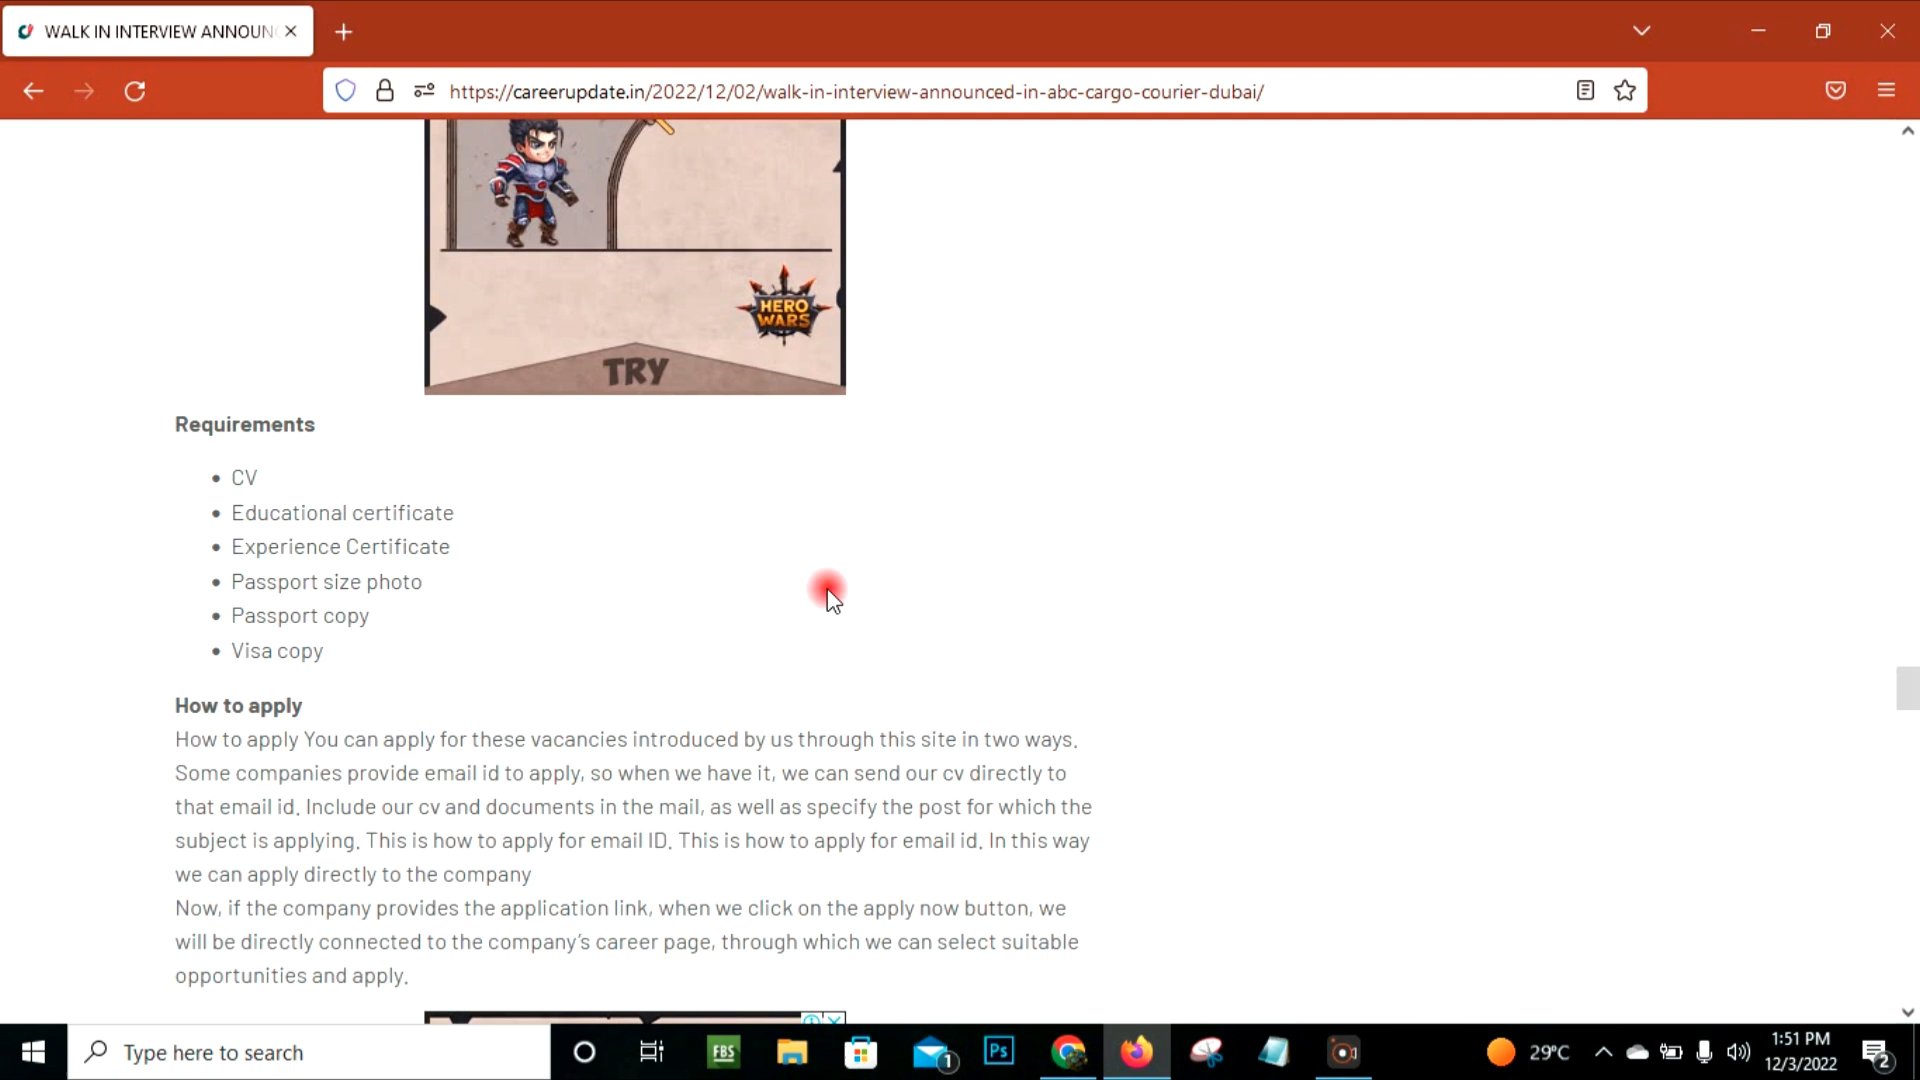 WALK IN INTERVIEW ANNOUN
https://careerupdate.in/2022/12/02/walk-in-interview-announced-in-abc-cargo-courier-dubai/
HERO
WARS
TRY
Requirements
CV
Educational certificate
Experience Certificate
Passport size photo
Passport copy
Visa copy
How to apply
How to apply You can apply for these vacancies introduced by us through this site in two ways.
Some companies provide email id to apply, so when we have it, we can send our cv directly to
that email id. Include our cv and documents in the mail, as well as specify the post for which the
subject is applying. This is how to apply for email ID. This is how to apply for email id. In this way
we can apply directly to the company
Now, if the company provides the application link, when we click on the apply now button, we
will be directly connected to the company's career page, through which we can select suitable
opportunities and apply.
Type here to search
FBS
1
Ps
29°C
1:51 PM
12/3/2022
2